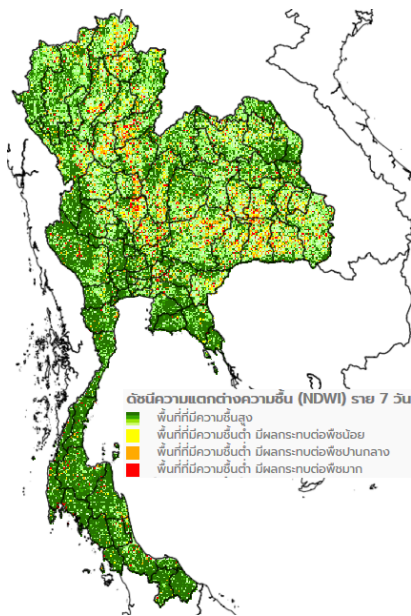 ดัชนีความแตกต่างความชื้น (NDWI) ราย 7 วัน
พื้นที่ที่มีความชื้นสูง
พื้นที่ที่มีความชื้นต่ำ มีผลกระทบต่อพืชน้อย
พื้นที่ที่มีความชื้นต่ำ มีผลกระทบต่อพืชปานกลาง
พื้นที่ที่มีความชื้นต่ำ มีผลกระทบต่อพืชมาก